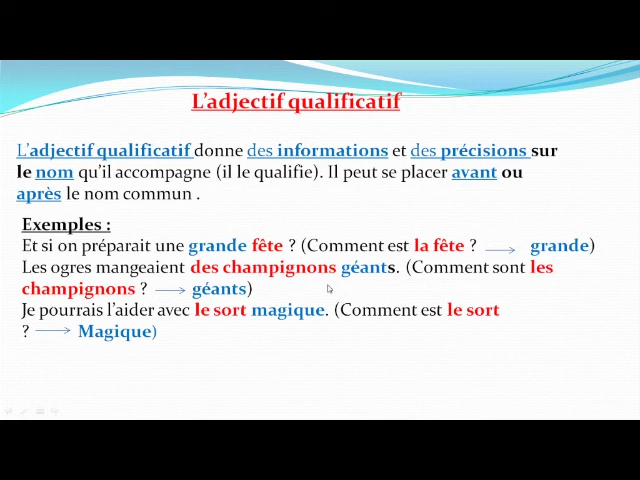 L'adjectif qualificatif
L'adjectif qualificatif donne des informations et des précisions sur
le nom qu'il accompagne (il le qualifie). Il peut se placer avant ou
après le nom commun .
Exemples :
Et si on préparait une grande fête ? (Comment est la fête ? → grande)
Les ogres mangeaient des champignons géants. (Comment sont les
champignons ? → géants)
Je pourrais l'aider avec le sort magique. (Comment est le sort
? → Magique)